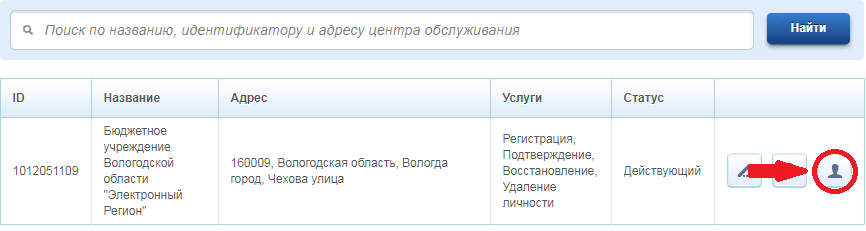 Поиск по названию, идентификатору и адресу центра обслуживания
Найти
ID
Название
Адрес
Услуги
Статус
1012051109
Бюджетное
учреждение
Вологодской
области
"Электронный
Регион"
160009, Вологодская область, Вологда
город, Чехова улица
Регистрация,
Подтверждение,
Восстановление,
Удаление
личности
Действующий